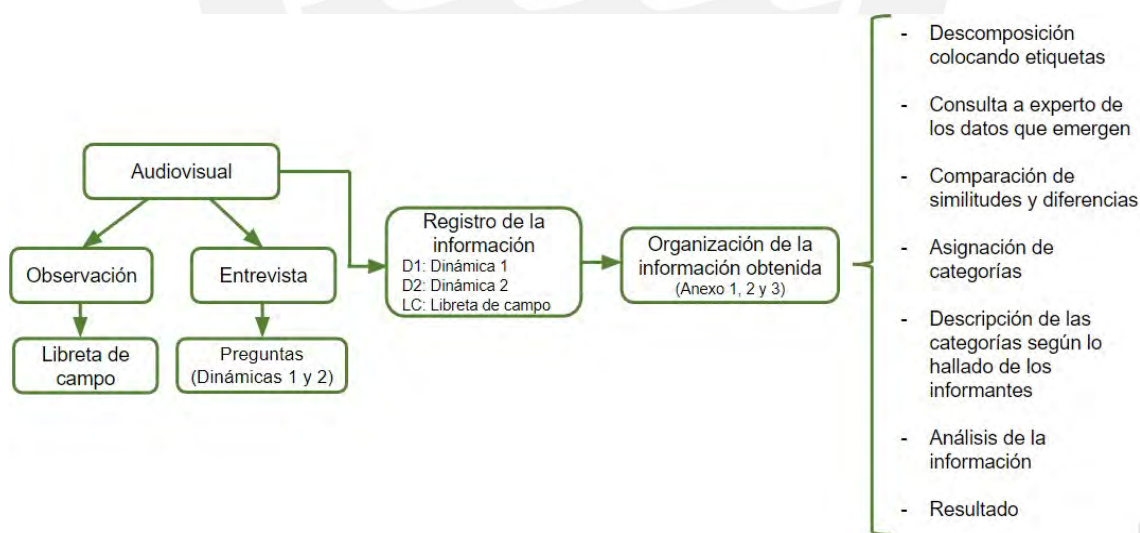 Audiovisual
Observación
Entrevista
Libreta de
campo
Preguntas
(Dinámicas 1 y 2)
Registro de la
información
D1: Dinámica 1
D2: Dinámica 2
LC: Libreta de campo
Organización de la
información obtenida
(Anexo 1, 2 y 3)
- Descomposición
colocando etiquetas
- Consulta a experto de
los datos que emergen
- Comparación de
similitudes y diferencias
- Asignación de
categorías
- Descripción de las
categorías según lo
hallado de los
informantes
- Análisis de la
información
- Resultado